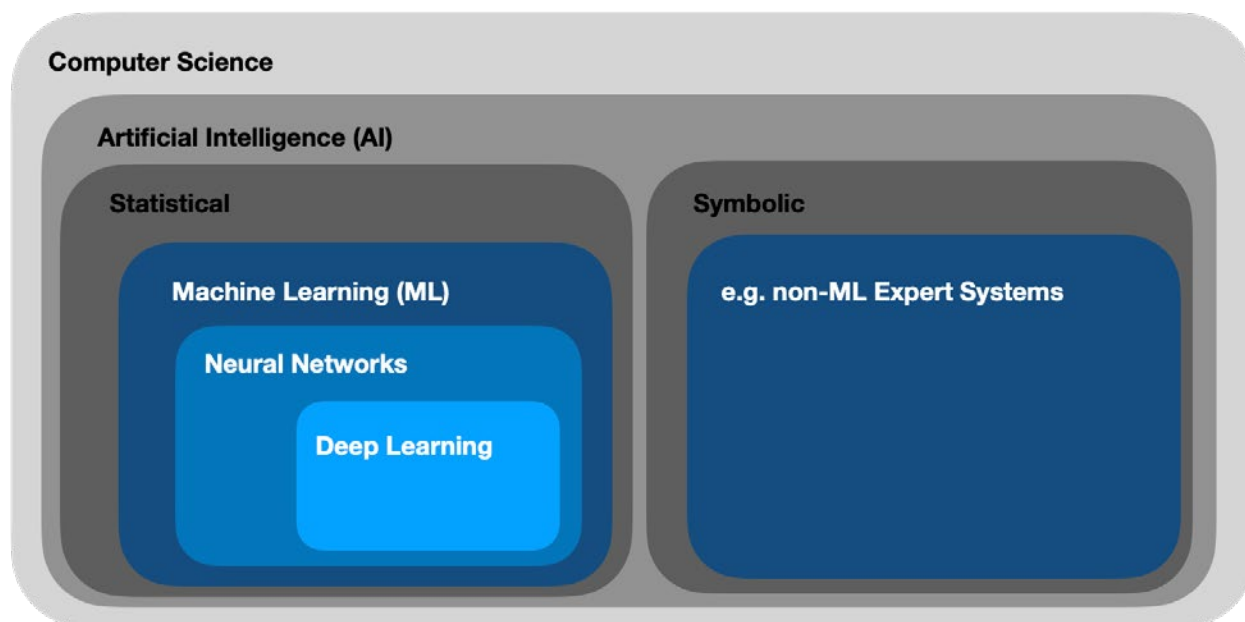 Computer Science
Artificial Intelligence (AI)
Statistical
Symbolic
Machine Learning (ML)
e.g. non-ML Expert Systems
Neural Networks
Deep Learning